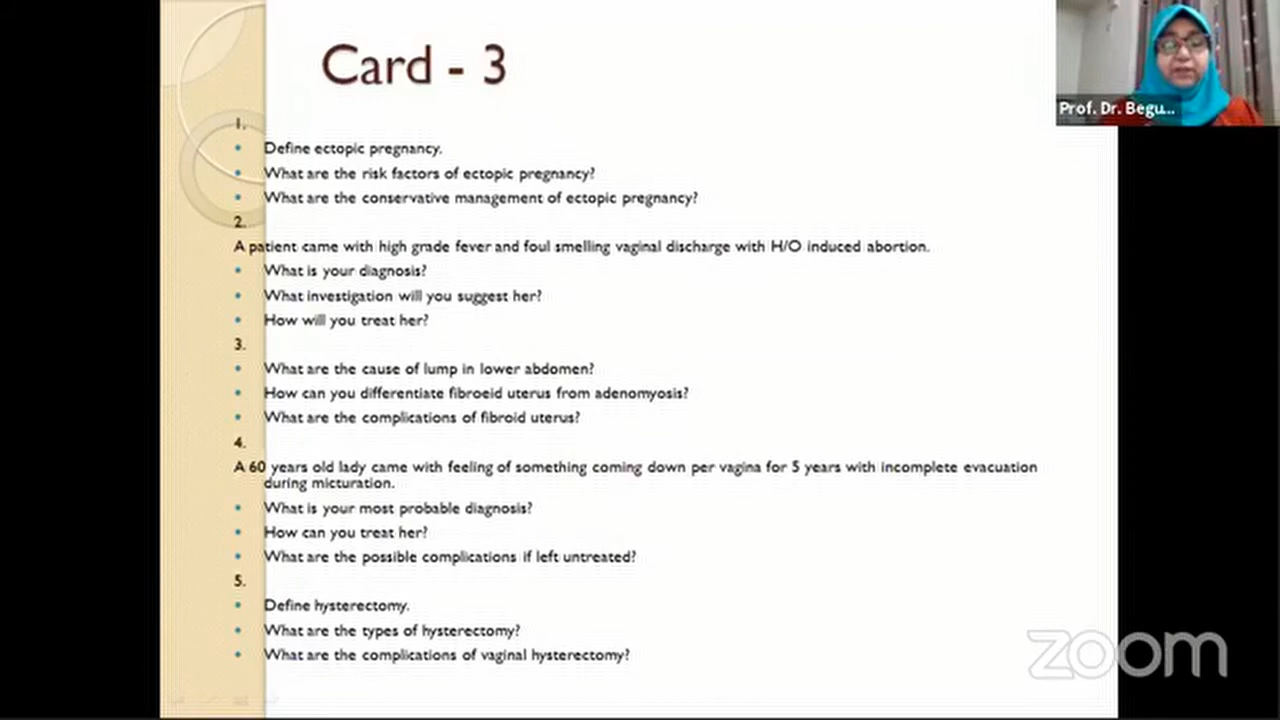 Card - 3
Prof. Dr. Begu...
1.
• Define ectopic pregnancy.
• What are the risk factors of ectopic pregnancy?
• What are the conservative management of ectopic pregnancy?
2.
A patient came with high grade fever and foul smelling vaginal discharge with H/O induced abortion.
• What is your diagnosis?
• What investigation will you suggest her?
• How will you treat her?
3.
• What are the cause of lump in lower abdomen?
• How can you differentiate fibroeid uterus from adenomyosis?
• What are the complications of fibroid uterus?
4.
A 60 years old lady came with feeling of something coming down per vagina for 5 years with incomplete evacuation
during micturation.
• What is your most probable diagnosis?
• How can you treat her?
• What are the possible complications if left untreated?
5.
• Define hysterectomy.
• What are the types of hysterectomy?
• What are the complications of vaginal hysterectomy?
zoom